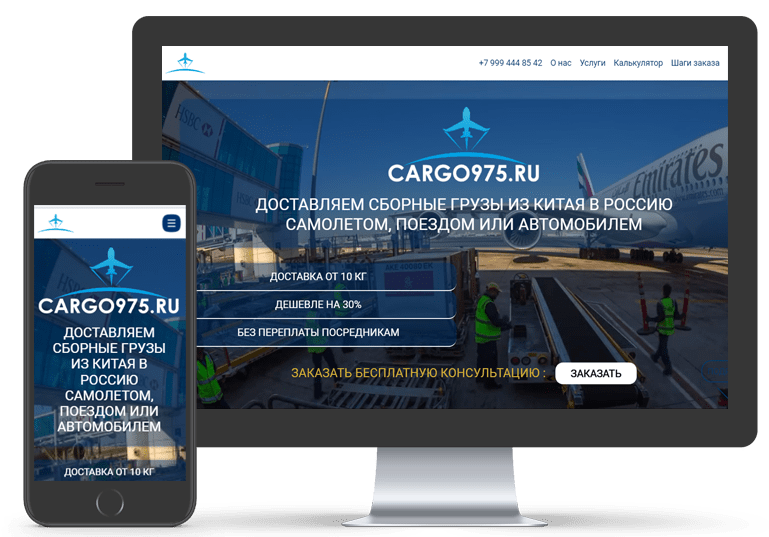 +7 999 444 85 42 О нас Услуги Калькулятор Шаги заказа
HSBC
Emirates
CARGO975.RU
ДОСТАВЛЯЕМ СБОРНЫЕ ГРУЗЫ ИЗ КИТАЯ В РОССИЮ
САМОЛЕТОМ, ПОЕЗДОМ ИЛИ АВТОМОБИЛЕМ
ДОСТАВКА ОТ 10 КГ
ДЕШЕВЛЕ НА 30%
БЕЗ ПЕРЕПЛАТЫ ПОСРЕДНИКАМ
ЗАКАЗАТЬ БЕСПЛАТНУЮ КОНСУЛЬТАЦИЮ :
ЗАКАЗАТЬ
CARGO975.RU
ДОСТАВЛЯЕМ
СБОРНЫЕ ГРУЗЫ
ИЗ КИТАЯ В
РОССИЮ
САМОЛЕТОМ,
ПОЕЗДОМ ИЛИ
АВТОМОБИЛЕМ
ДОСТАВКА ОТ 10 КГ